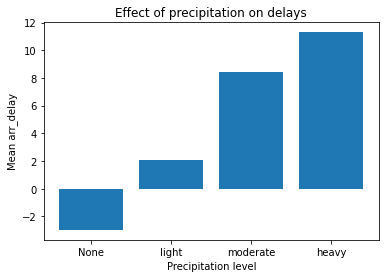 Effect of precipitation on delays
Mean arr_delay
12
10
8
6
4
2
0
−2
None light moderate heavy
Precipitation level